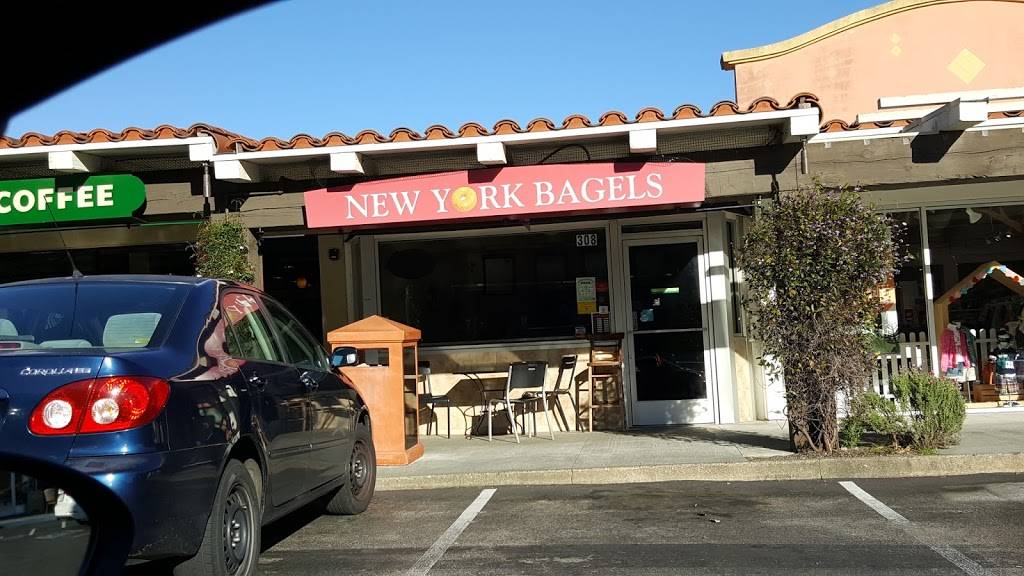 COFFEE
NEW YORK BAGELS
308
COROLLA